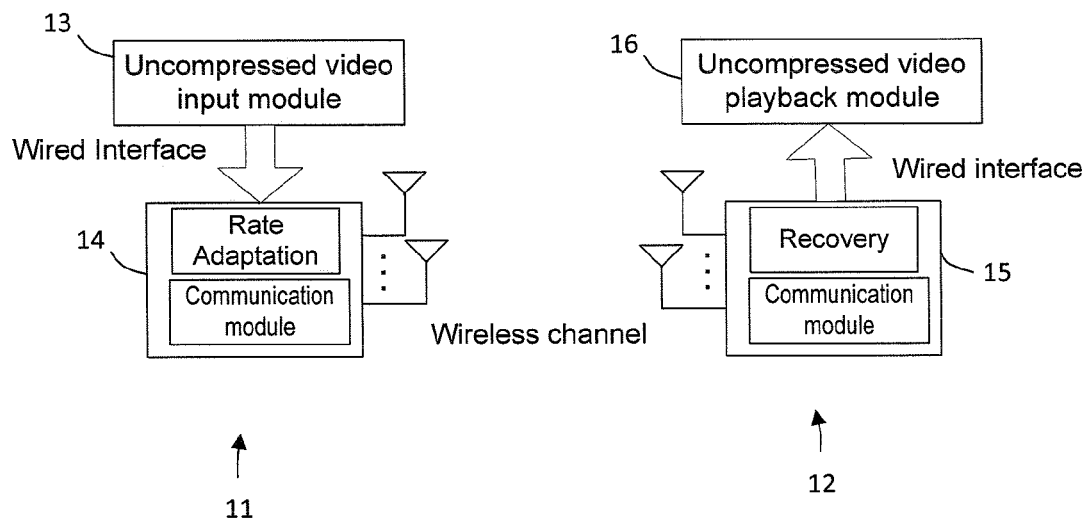 13
Uncompressed video
input module
Wired Interface
14
Rate
Adaptation
Communication
module
11
Wireless channel
16
Uncompressed video
playback module
Wired interface
Recovery
15
Communication
module
12